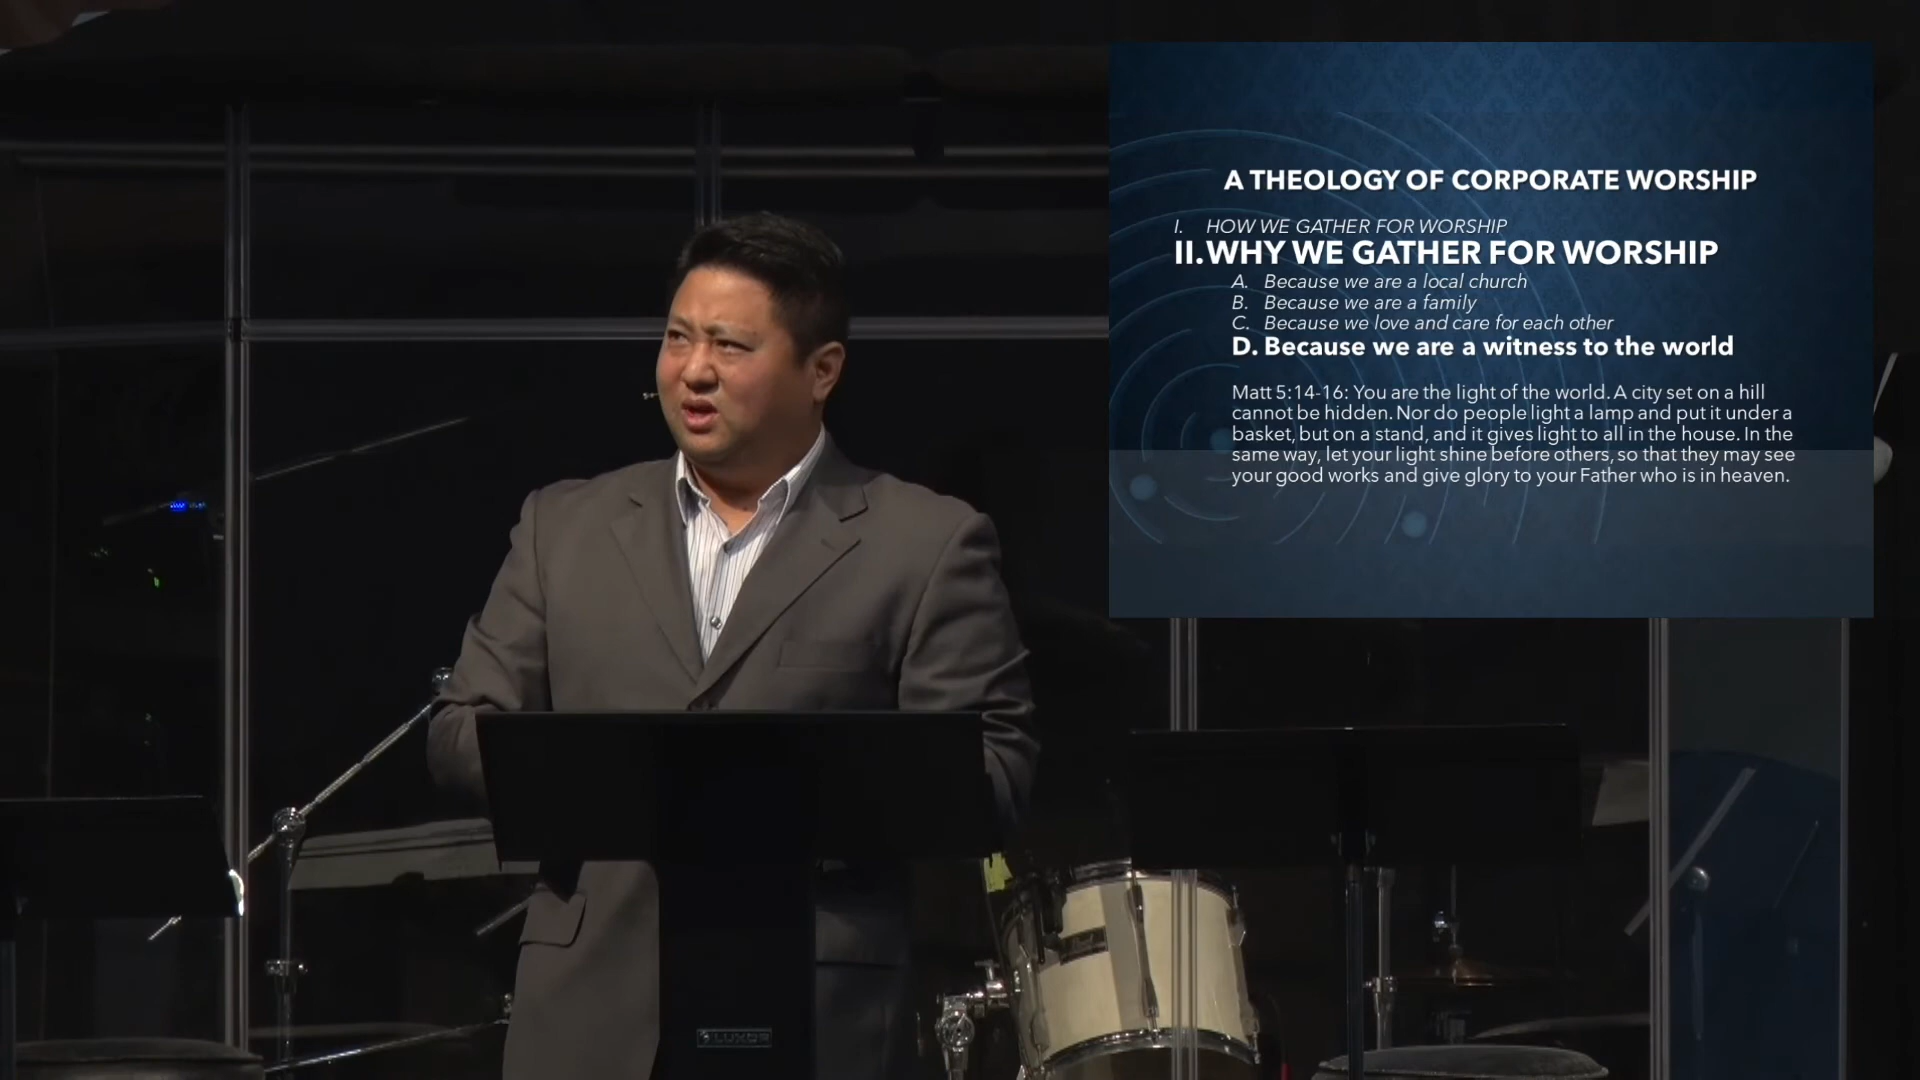 A THEOLOGY OF CORPORATE WORSHIP
I. HOW WE GATHER FOR WORSHIP
II. WHY WE GATHER FOR WORSHIP
A. Because we are a local church
B. Because we are a family
C. Because we love and care for each other
D. Because we are a witness to the world
Matt 5:14-16: You are the light of the world. A city set on a hill
cannot be hidden. Nor do people light a lamp and put it under a
basket, but on a stand, and it gives light to all in the house. In the
same way, let your light shine before others, so that they may see
your good works and give glory to your Father who is in heaven.
LUXOR